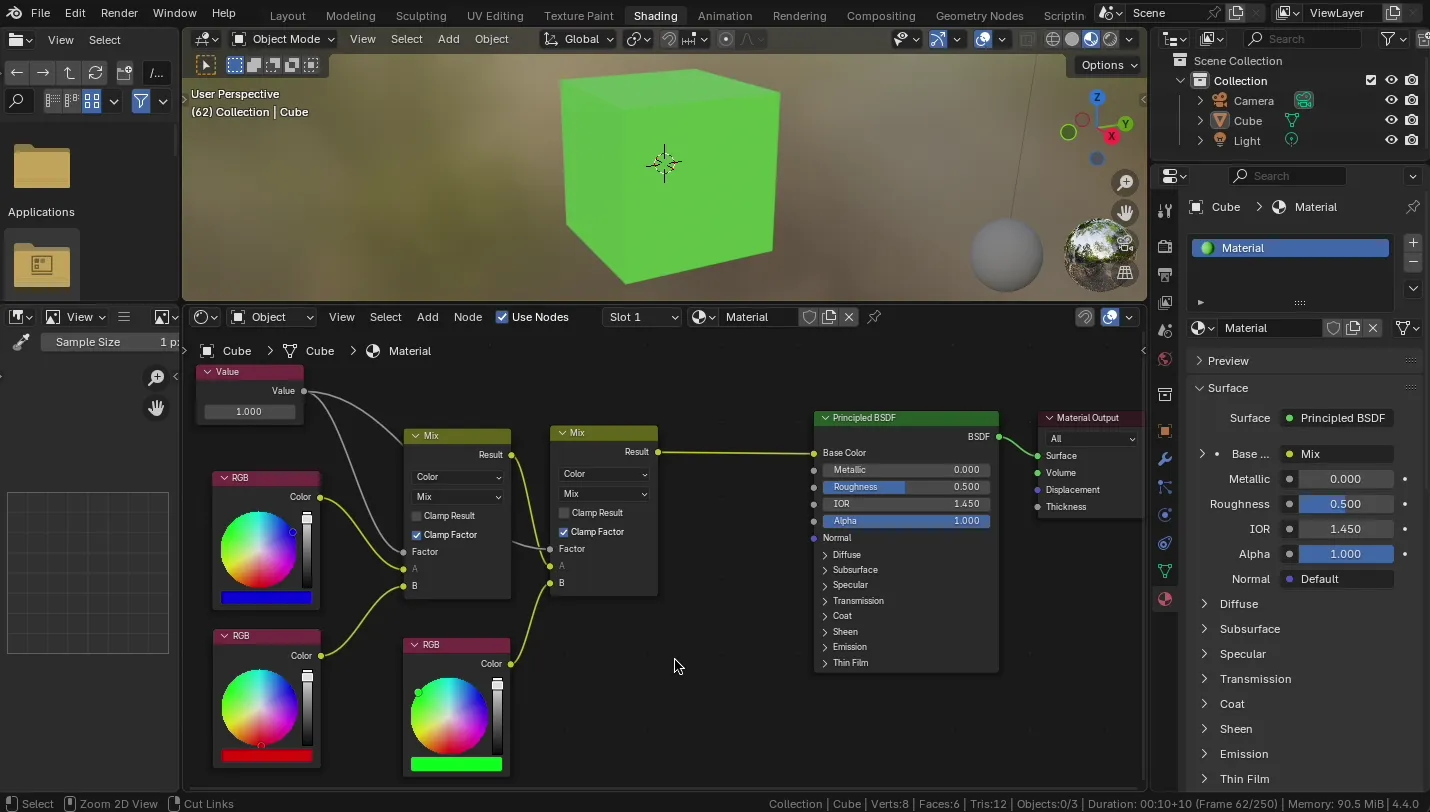 File Edit Render Window Help Layout Modeling Sculpting UV Editing Texture Paint Shading Animation Rendering Compositing Geometry Nodes Scriptin Scene ViewLayer
View Select
Object Mode View Select Add Object Global
Search
/...
Options
User Perspective
(62) Collection | Cube
Z
Y
X
Scene Collection
Collection
Camera
Cube
Light
Applications
Search
Cube > Material
Material
View
Sample Size 1 p
Object View Select Add Node Use Nodes Slot 1 Material
Cube > Cube > Material
Value
Value
1.000
RGB
Color
RGB
Color
Mix
Result
Color
Mix
Clamp Result
Clamp Factor
Factor
A
B
RGB
Color
Mix
Result
Color
Mix
Clamp Result
Clamp Factor
Factor
A
B
Principled BSDF
BSDF
Base Color
Metallic 0.000
Roughness 0.500
IOR 1.450
Alpha 1.000
Normal
Diffuse
Subsurface
Specular
Transmission
Coat
Sheen
Emission
Thin Film
Material Output
All
Surface
Volume
Displacement
Thickness
Material
Preview
Surface
Surface Principled BSDF
Base ... Mix
Metallic 0.000
Roughness 0.500
IOR 1.450
Alpha 1.000
Normal Default
Diffuse
Subsurface
Specular
Transmission
Coat
Sheen
Emission
Thin Film
Select Zoom 2D View Cut Links
Collection | Cube | Verts:8 | Faces:6 | Tris:12 | Objects:0/3 | Duration: 00:10+10 (Frame 62/250) | Memory: 90.5 MiB | 4.4.0